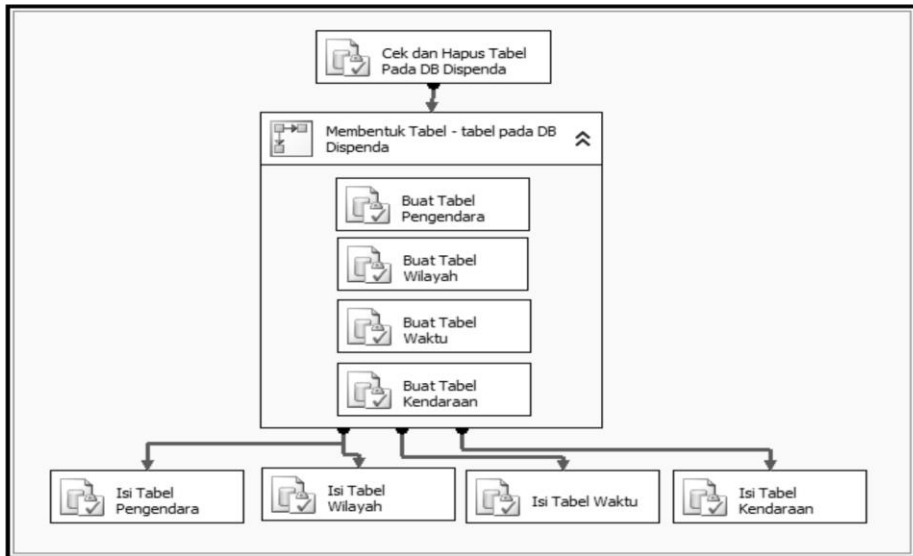 Cek dan Hapus Tabel
Pada DB Dispenda
Membentuk Tabel - tabel pada DB
Dispenda
Buat Tabel
Pengendara
Buat Tabel
Wilayah
Buat Tabel
Waktu
Buat Tabel
Kendaraan
Isi Tabel
Pengendara
Isi Tabel
Wilayah
Isi Tabel Waktu
Isi Tabel
Kendaraan